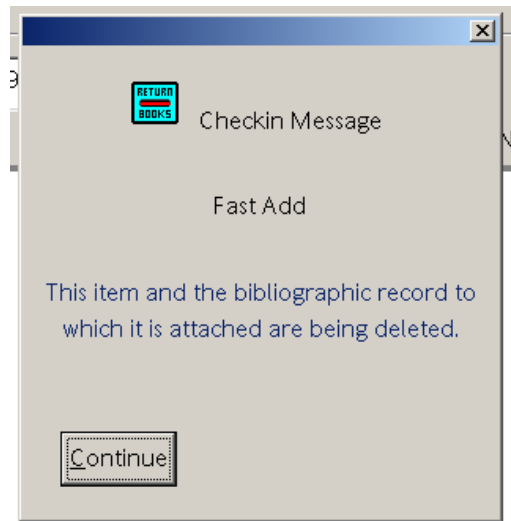 9
RETURN
BOOKS
Checkin Message
Fast Add
This item and the bibliographic record to
which it is attached are being deleted.
Continue